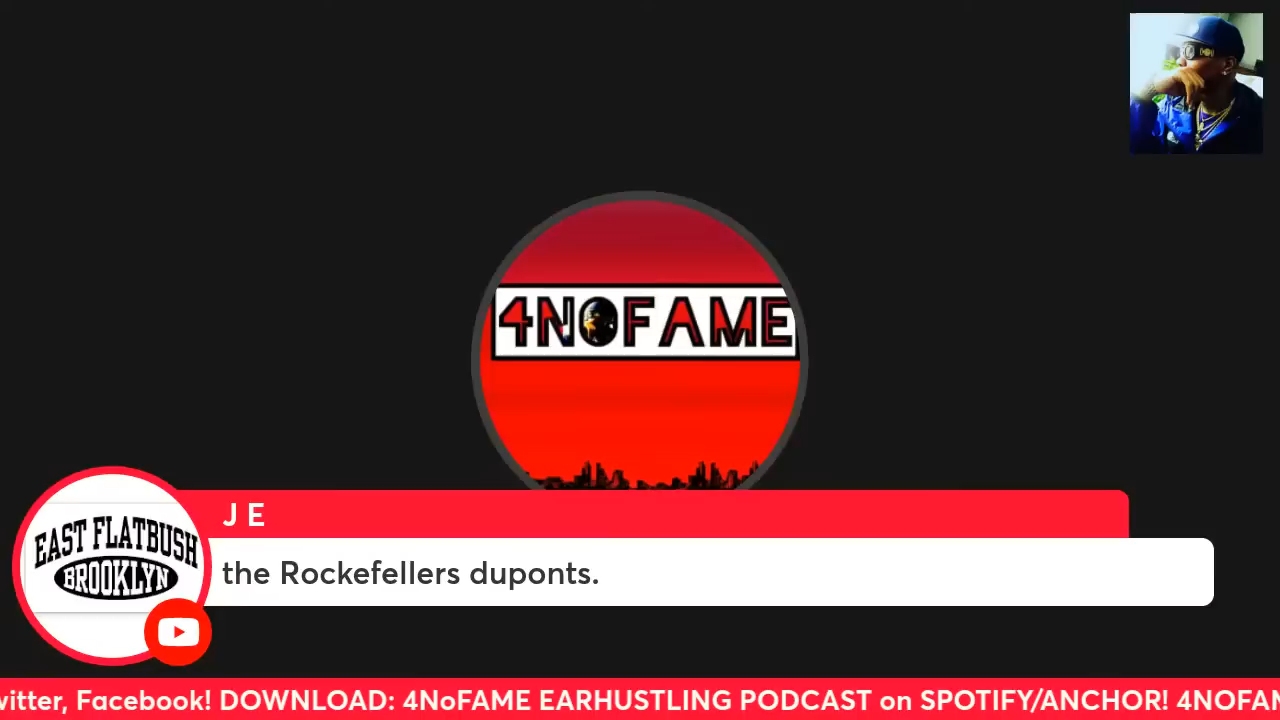 4NOFAME
EAST FLATBUSH
BROOKLYN
J E
the Rockefellers duponts.
witter, Facebook! DOWNLOAD: 4NoFAME EARHUSTLING PODCAST on SPOTIFY/ANCHOR! 4NOFAM